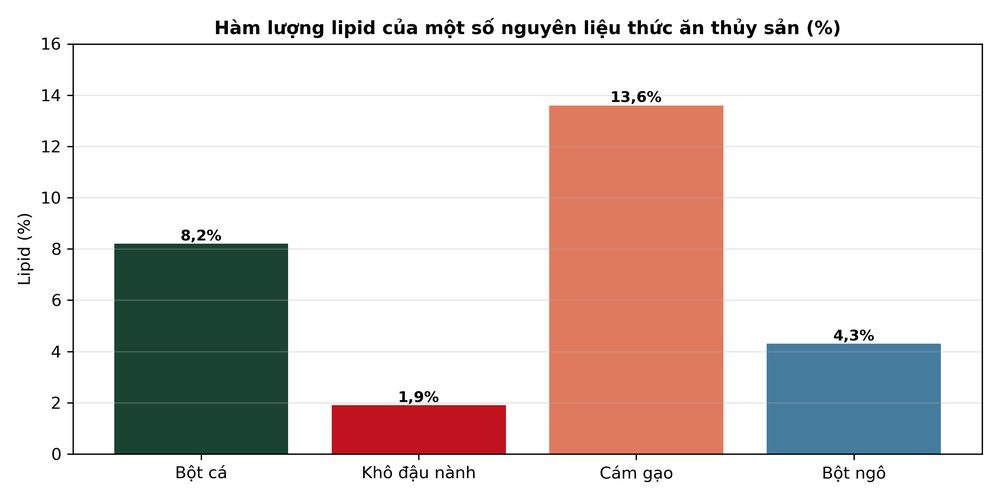 Hàm lượng lipid của một số nguyên liệu thức ăn thủy sản (%)
Lipid (%)
16
14
12
10
8
6
4
2
0
8,2%
1,9%
13,6%
4,3%
Bột cá
Khô đậu nành
Cám gạo
Bột ngô